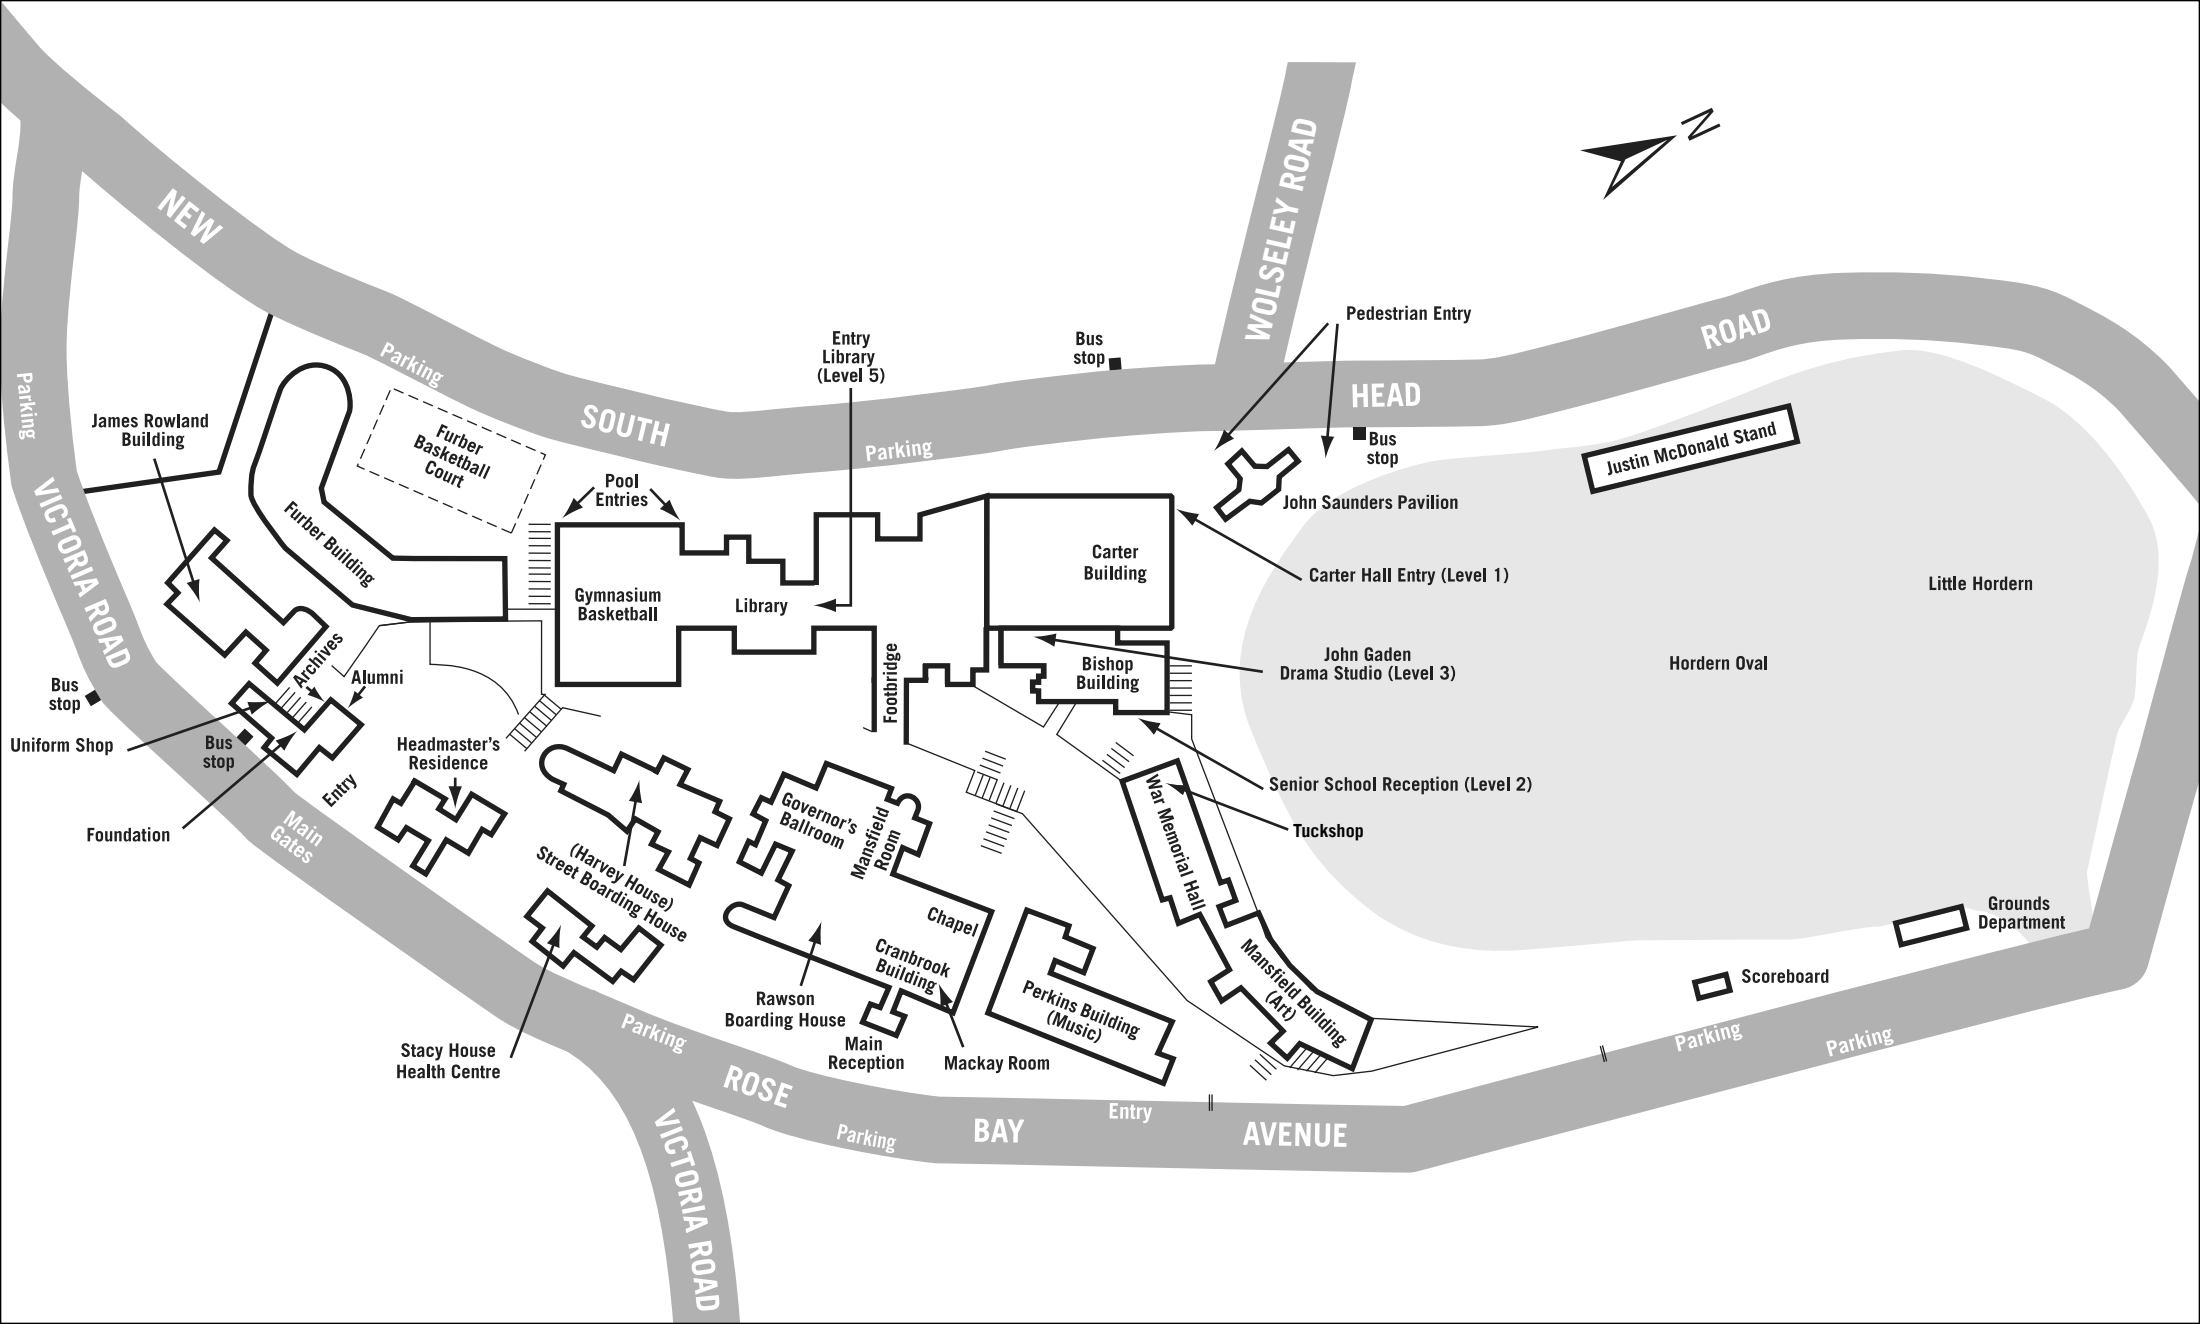 N
NEW
SOUTH
HEAD
ROAD
WOLSELEY ROAD
Parking
Parking
Parking
Pedestrian Entry
Bus
stop
Entry
Library
(Level 5)
Bus
stop
James Rowland
Building
Furber
Basketball
Court
Pool
Entries
Furber Building
Justin McDonald Stand
John Saunders Pavilion
Carter
Building
Carter Hall Entry (Level 1)
Little Hordern
Gymnasium
Basketball
Library
John Gaden
Drama Studio (Level 3)
Hordern Oval
Bishop
Building
Footbridge
VICTORIA ROAD
Archives
Alumni
Bus
stop
Uniform Shop
Bus
stop
Foundation
Entry
Main
Gates
Headmaster's
Residence
Senior School Reception (Level 2)
Tuckshop
War Memorial Hall
Governor's
Ballroom
Mansfield
Room
(Harvey House)
Street Boarding House
Chapel
Cranbrook
Building
Mansfield Building
(Art)
Perkins Building
(Music)
Grounds
Department
Scoreboard
Rawson
Boarding House
Main
Reception
Mackay Room
Stacy House
Health Centre
Parking
ROSE
BAY
AVENUE
Parking
Entry
Parking
Parking
VICTORIA ROAD